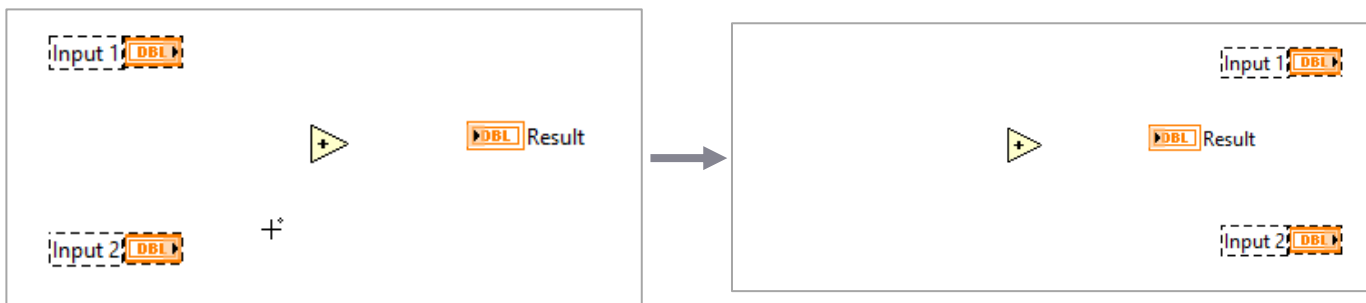 Input 1 DBL
+
DBL Result
Input 2 DBL
Input 1 DBL
+
DBL Result
Input 2 DBL